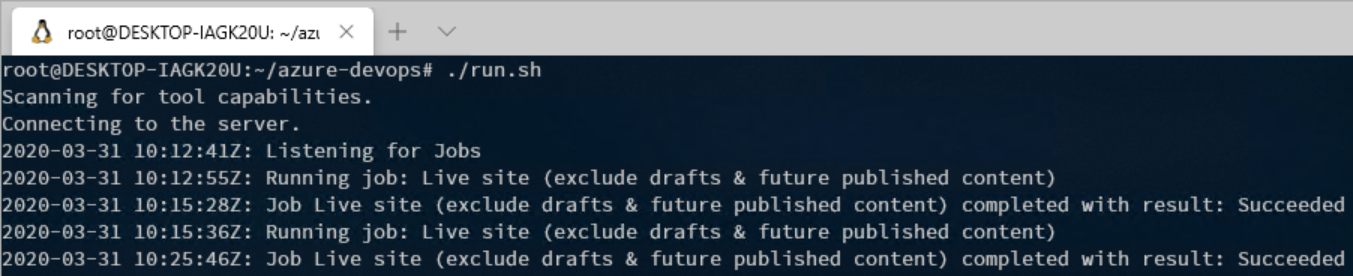 root@DESKTOP-IAGK20U: ~/azu
root@DESKTOP-IAGK20U:~/azure-devops# ./run.sh
Scanning for tool capabilities.
Connecting to the server.
2020-03-31 10:12:41Z: Listening for Jobs
2020-03-31 10:12:55Z: Running job: Live site (exclude drafts & future published content)
2020-03-31 10:15:28Z: Job Live site (exclude drafts & future published content) completed with result: Succeeded
2020-03-31 10:15:36Z: Running job: Live site (exclude drafts & future published content)
2020-03-31 10:25:46Z: Job Live site (exclude drafts & future published content) completed with result: Succeeded